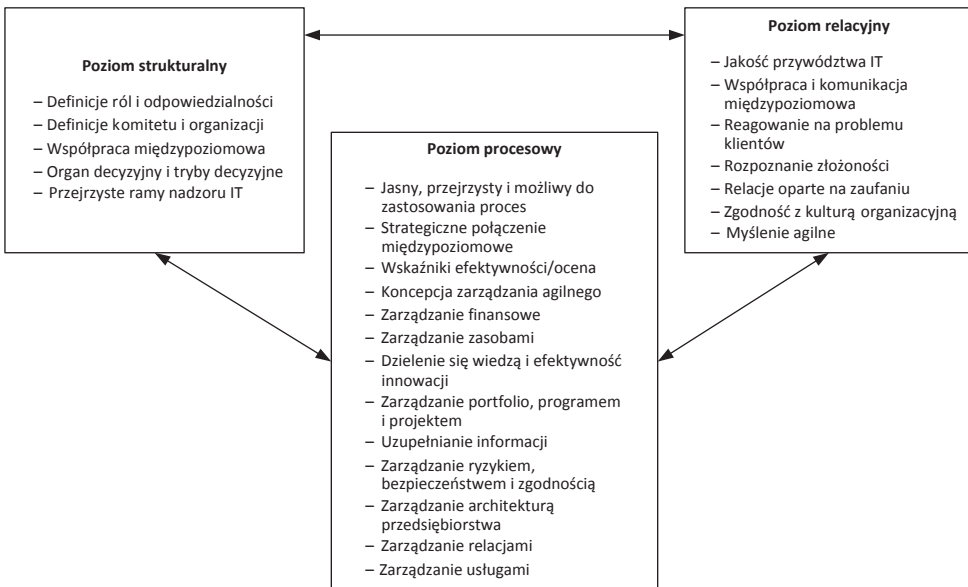 Poziom strukturalny
– Definicje ról i odpowiedzialności
– Definicje komitetu i organizacji
– Współpraca międzypoziomowa
– Organ decyzyjny i tryby decyzyjne
– Przejrzyste ramy nadzoru IT
Poziom procesowy
– Jasny, przejrzysty i możliwy do
zastosowania proces
– Strategiczne połączenie
międzypoziomowe
– Wskaźniki efektywności/ocena
– Koncepcja zarządzania agilnego
– Zarządzanie finansowe
– Zarządzanie zasobami
– Dzielenie się wiedzą i efektywność
innowacji
– Zarządzanie portfolio, programem
i projektem
– Uzupełnianie informacji
– Zarządzanie ryzykiem,
bezpieczeństwem i zgodnością
– Zarządzanie architekturą
przedsiębiorstwa
– Zarządzanie relacjami
– Zarządzanie usługami
Poziom relacyjny
– Jakość przywództwa IT
– Współpraca i komunikacja
międzypoziomowa
– Reagowanie na problemu
klientów
– Rozpoznanie złożoności
– Relacje oparte na zaufaniu
– Zgodność z kulturą organizacyjną
– Myślenie agilne